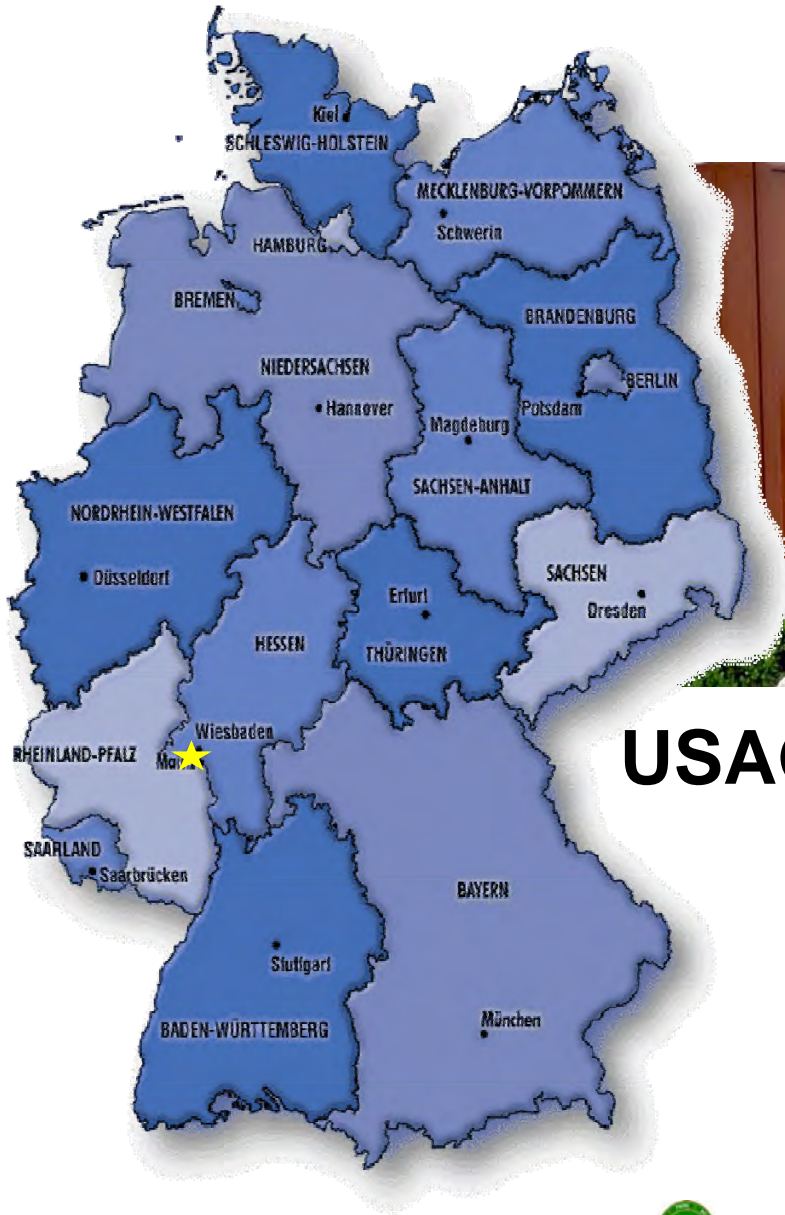 Kiel
SCHLESWIG-HOLSTEIN
MECKLENBURG-VORPOMMERN
Schwerin
HAMBURG
BREMEN
BRANDENBURG
NIEDERSACHSEN
BERLIN
Hannover
Potsdam
Magdeburg
SACHSEN-ANHALT
NORDRHEIN-WESTFALEN
SACHSEN
Düsseldorf
Erfurt
Dresden
HESSEN
THÜRINGEN
Wiesbaden
RHEINLAND-PFALZ
USA
SAARLAND
Saarbrücken
BAYERN
Stuttgart
München
BADEN-WÜRTTEMBERG